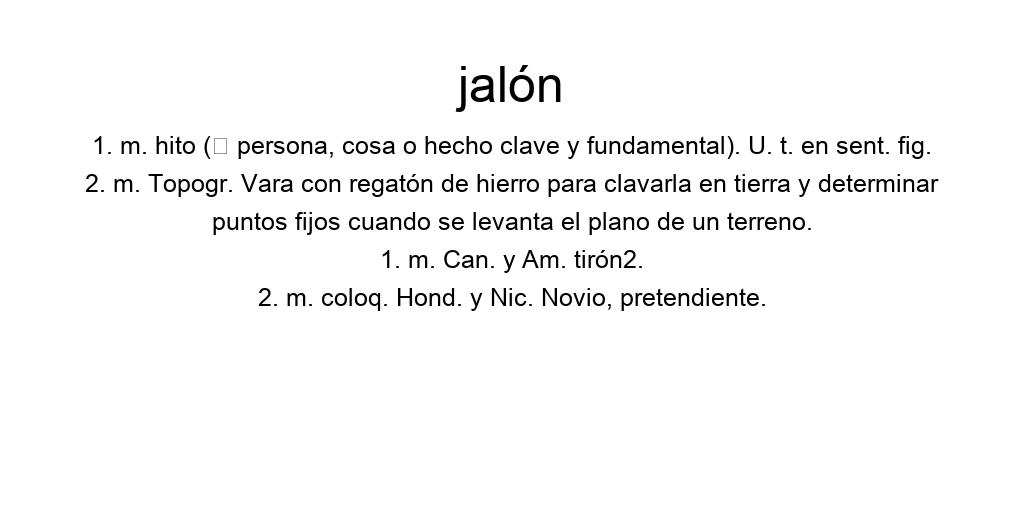 jalón
1. m. hito (▯ persona, cosa o hecho clave y fundamental). U. t. en sent. fig.
2. m. Topogr. Vara con regatón de hierro para clavarla en tierra y determinar
puntos fijos cuando se levanta el plano de un terreno.
1. m. Can. y Am. tirón2.
2. m. coloq. Hond. y Nic. Novio, pretendiente.